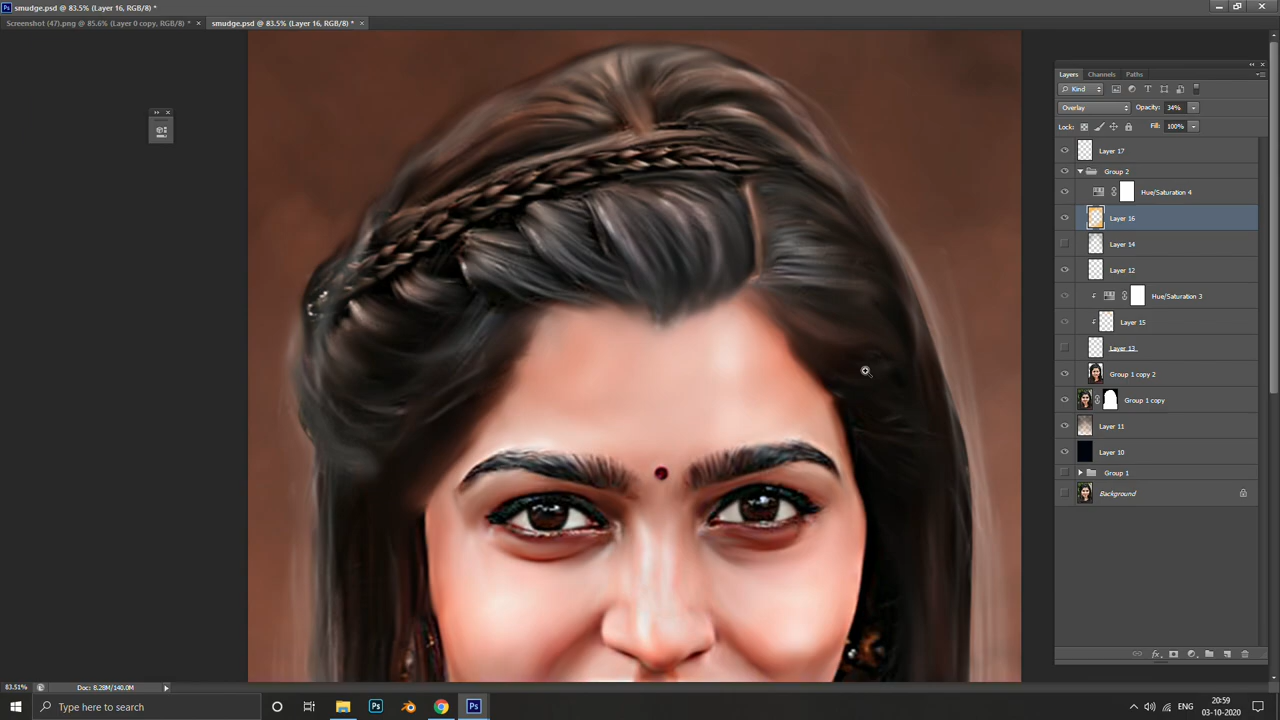 Ps smudge.psd @ 83.5% (Layer 16, RGB/8) *
Screenshot (47).png @ 85.6% (Layer 0 copy, RGB/8) * × smudge.psd @ 83.5% (Layer 16, RGB/8) * ×
Layers Channels Paths
Kind T
Overlay Opacity: 34%
Lock: Fill: 100%
Layer 17
Group 2
Hue/Saturation 4
Layer 16
Layer 14
Layer 12
Hue/Saturation 3
Layer 15
Layer 13
Group 1 copy 2
Group 1 copy
Layer 11
Layer 10
Group 1
Background
fx
83.51% Doc: 8.28M/140.0M
Type here to search Ps Ps ENG 20:59
03-10-2020